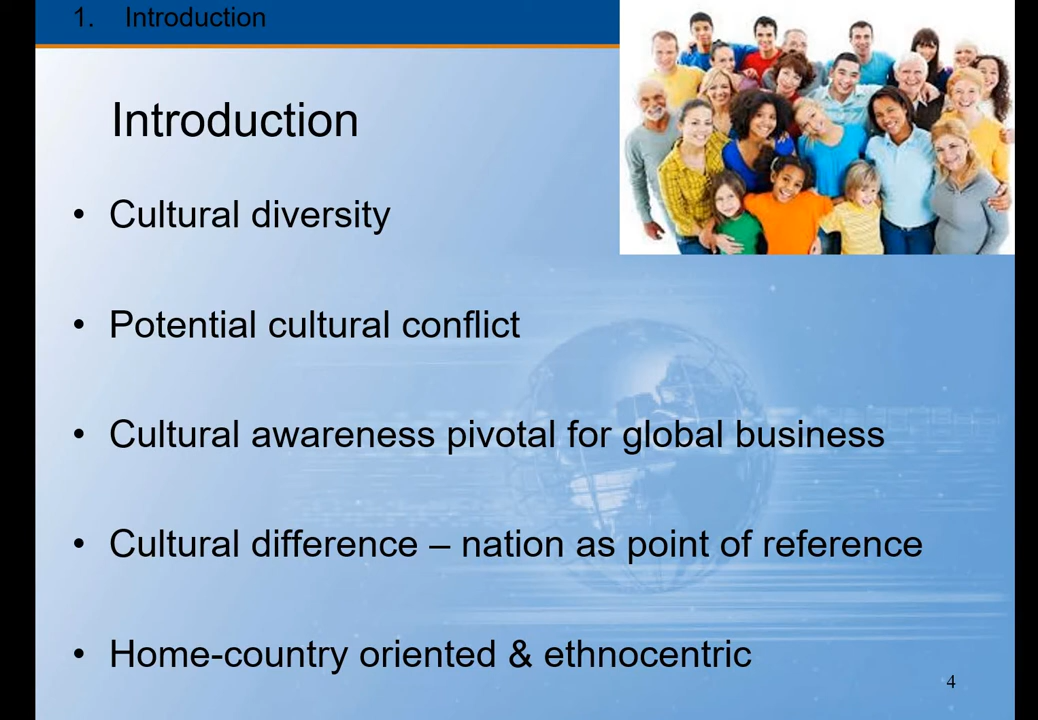 1. Introduction
Introduction
• Cultural diversity
• Potential cultural conflict
• Cultural awareness pivotal for global business
• Cultural difference – nation as point of reference
• Home-country oriented & ethnocentric
4